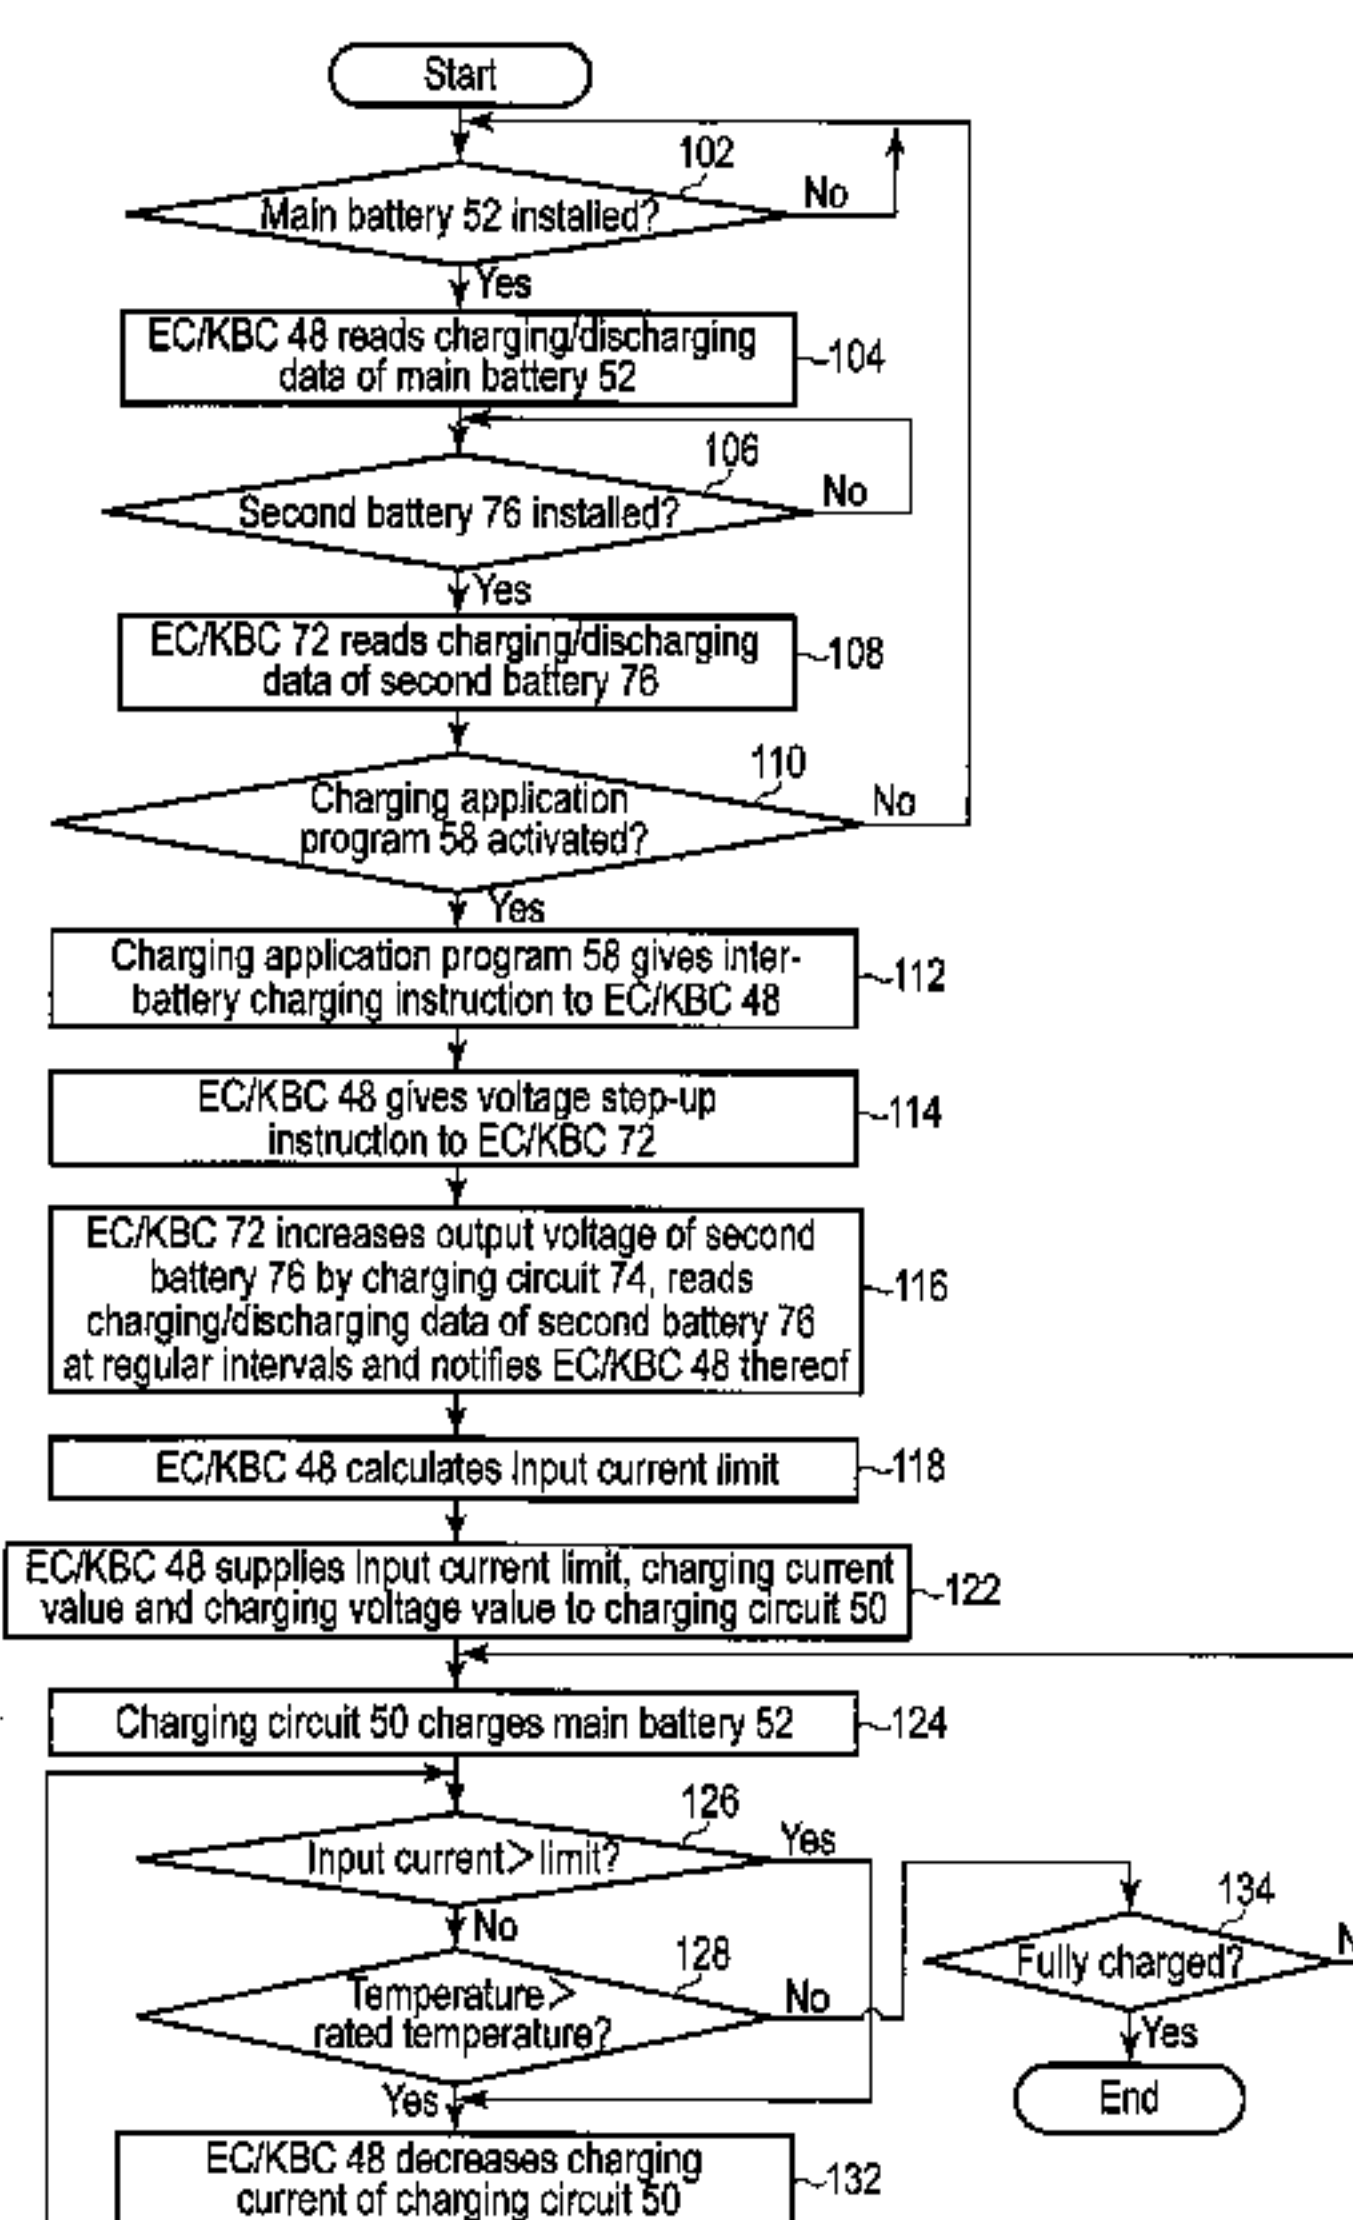 Start
102
Main battery 52 installed?
No
Yes
EC/KBC 48 reads charging/discharging
data of main battery 52
104
106
Second battery 76 installed?
No
Yes
EC/KBC 72 reads charging/discharging
data of second battery 76
108
110
Charging application
program 58 activated?
No
Yes
Charging application program 58 gives inter-
battery charging instruction to EC/KBC 48
112
EC/KBC 48 gives voltage step-up
instruction to EC/KBC 72
114
EC/KBC 72 increases output voltage of second
battery 76 by charging circuit 74, reads
charging/discharging data of second battery 76
at regular intervals and notifies EC/KBC 48 thereof
116
EC/KBC 48 calculates input current limit
118
EC/KBC 48 supplies input current limit, charging current
value and charging voltage value to charging circuit 50
122
Charging circuit 50 charges main battery 52
124
126
Input current>limit?
Yes
No
128
Temperature>
rated temperature?
No
Yes
134
Fully charged?
Yes
End
EC/KBC 48 decreases charging
current of charging circuit 50
132